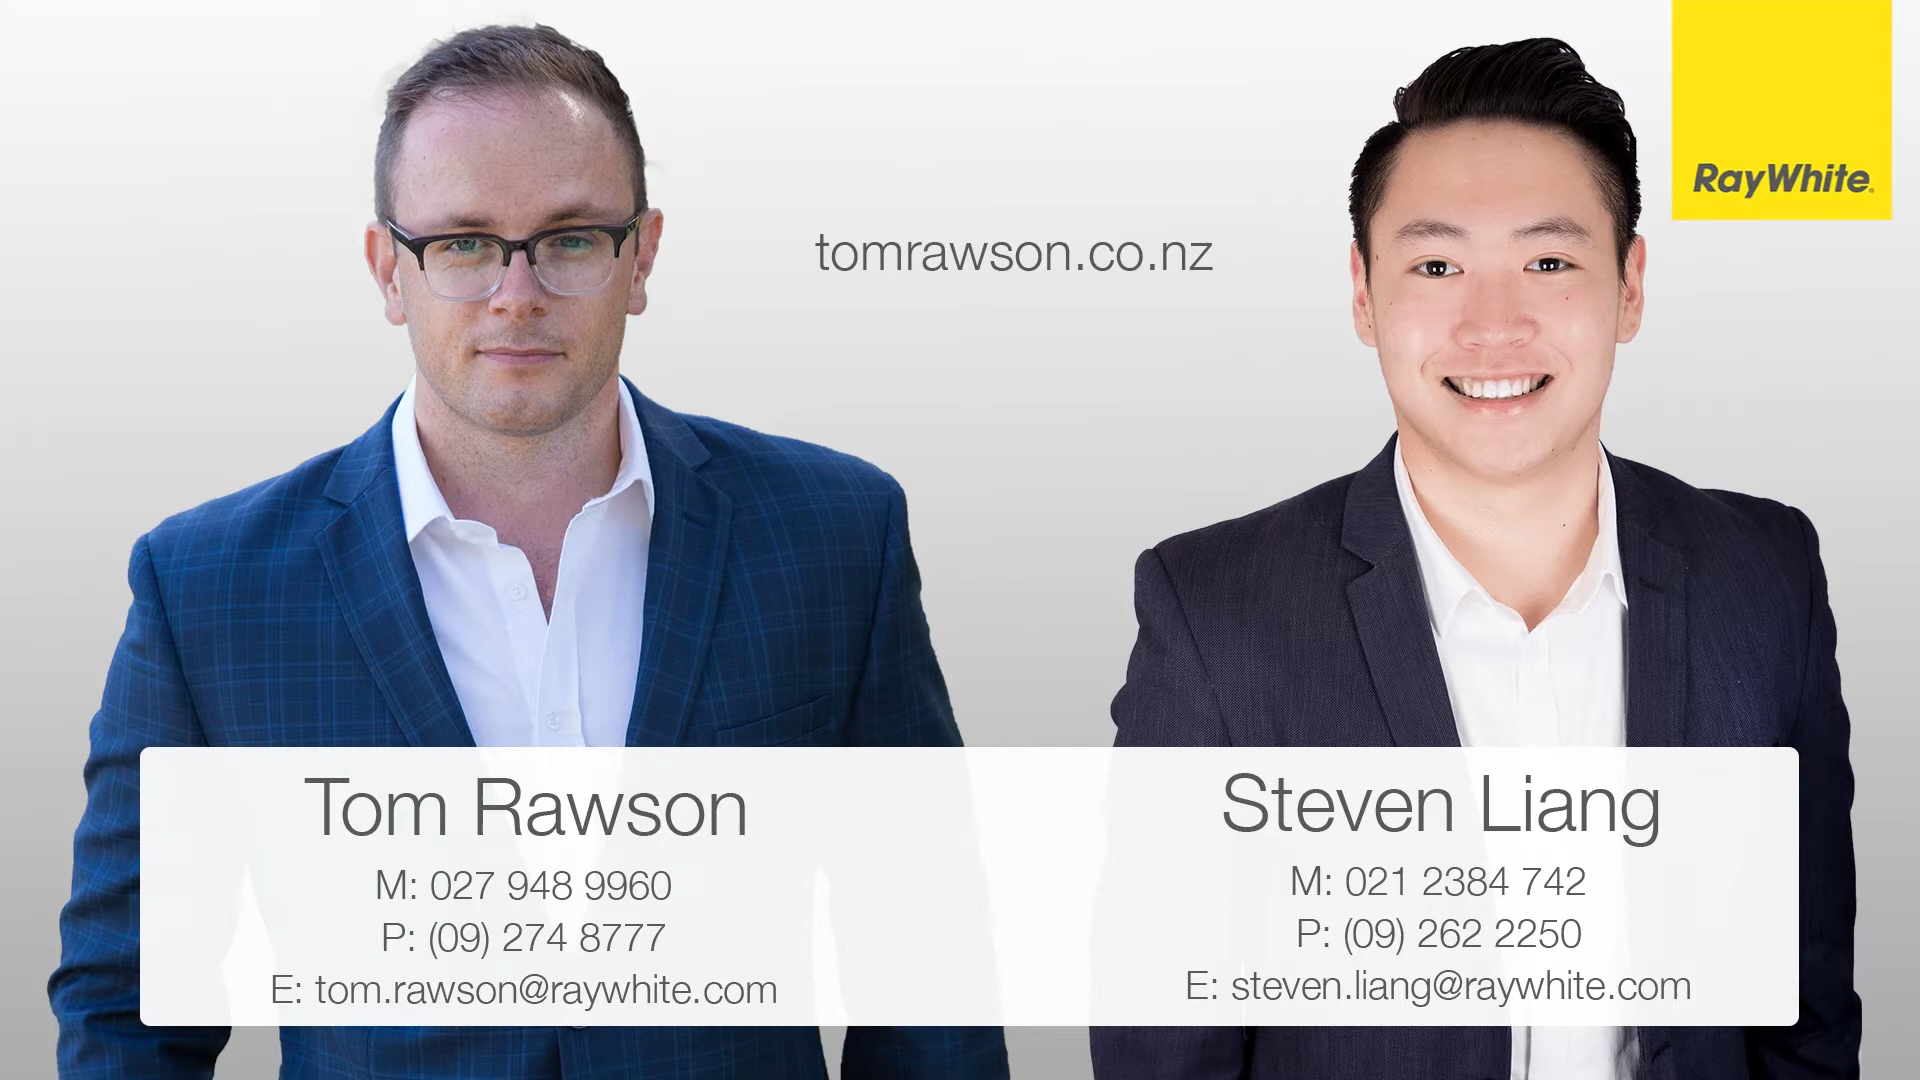 RayWhite
tomrawson.co.nz
Tom Rawson
M: 027 948 9960
P: (09) 274 8777
E: tom.rawson@raywhite.com
Steven Liang
M: 021 2384 742
P: (09) 262 2250
E: steven.liang@raywhite.com